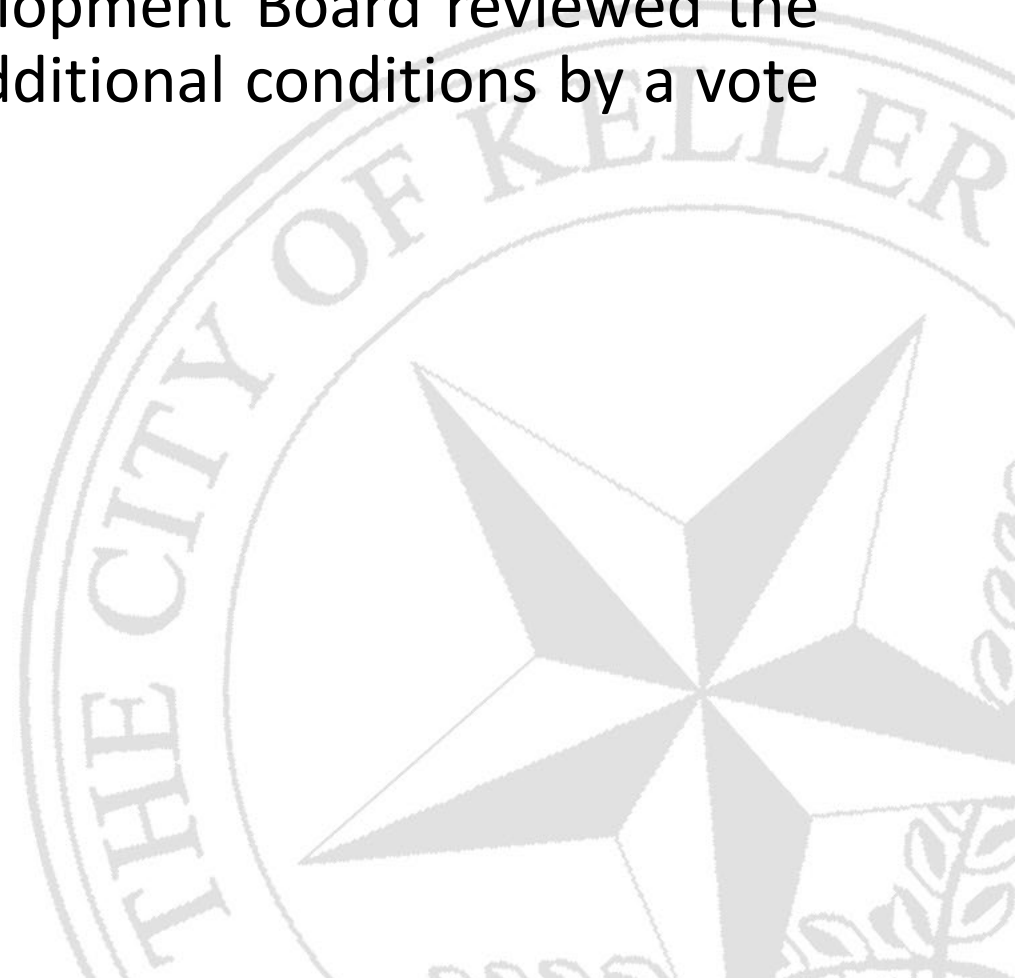 lopment Board reviewed the
dditional conditions by a vote
THE CITY OF KELLER